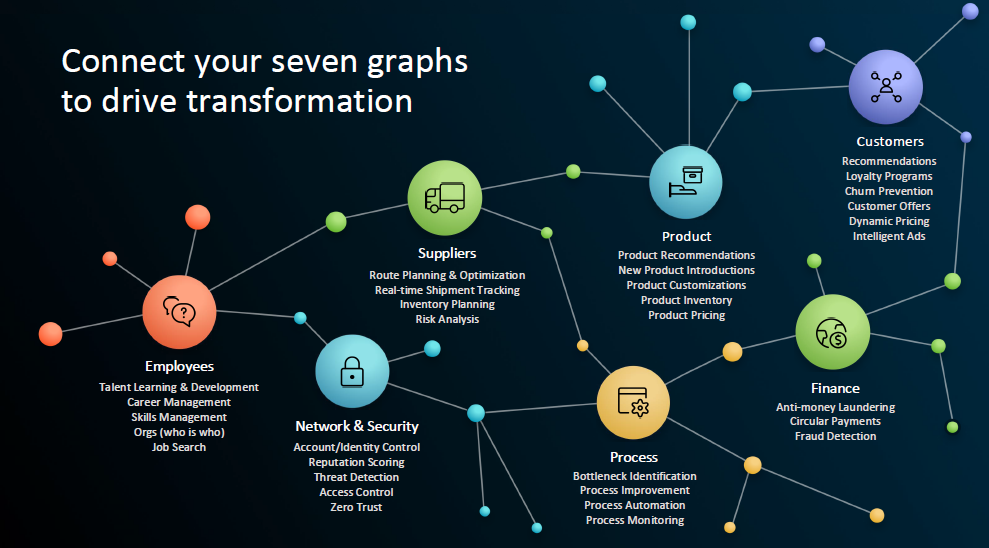 Connect your seven graphs
to drive transformation
Employees
Talent Learning & Development
Career Management
Skills Management
Orgs (who is who)
Job Search
Network & Security
Account/Identity Control
Reputation Scoring
Threat Detection
Access Control
Zero Trust
Suppliers
Route Planning & Optimization
Real-time Shipment Tracking
Inventory Planning
Risk Analysis
Process
Bottleneck Identification
Process Improvement
Process Automation
Process Monitoring
Product
Product Recommendations
New Product Introductions
Product Customizations
Product Inventory
Product Pricing
Customers
Recommendations
Loyalty Programs
Churn Prevention
Customer Offers
Dynamic Pricing
Intelligent Ads
Finance
Anti-money Laundering
Circular Payments
Fraud Detection